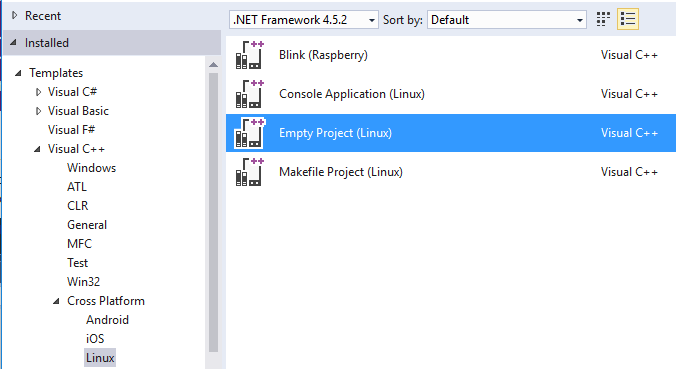 Recent
Installed
Templates
Visual C#
Visual Basic
Visual F#
Visual C++
Windows
ATL
CLR
General
MFC
Test
Win32
Cross Platform
Android
iOS
Linux
.NET Framework 4.5.2 Sort by: Default
Blink (Raspberry) Visual C++
Console Application (Linux) Visual C++
Empty Project (Linux) Visual C++
Makefile Project (Linux) Visual C++